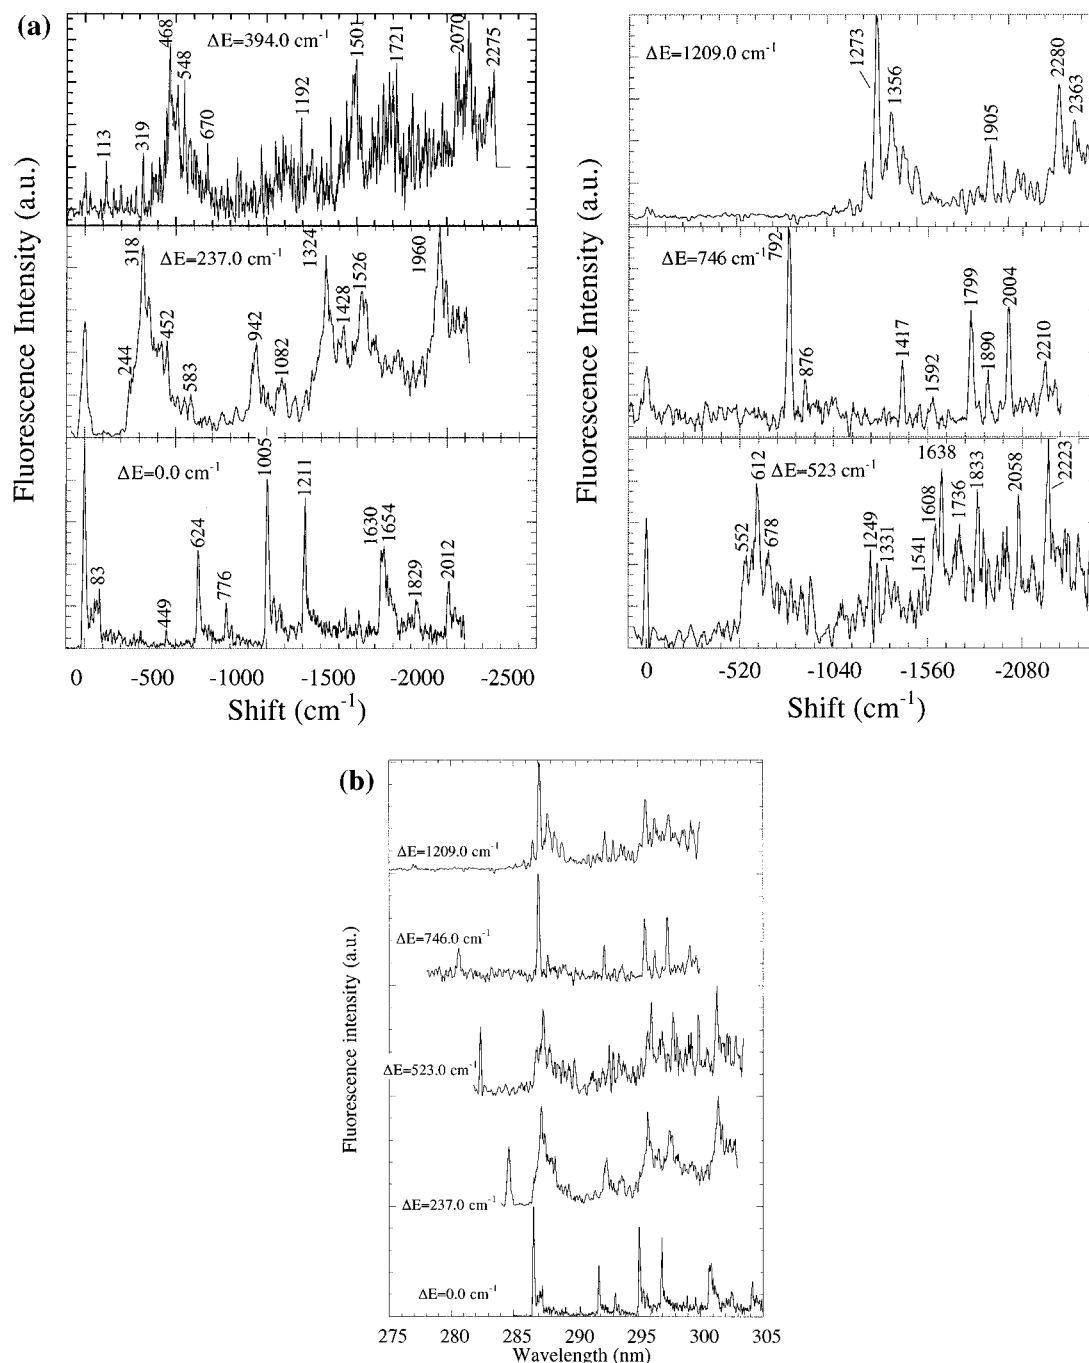 (a)
ΔE=394.0 cm-1
113
319
468
548
670
1192
1501
1721
2070
2275
ΔE=237.0 cm-1
244
318
452
583
942
1082
1324
1428
1526
1960
ΔE=0.0 cm-1
83
449
624
776
1005
1211
1630
1654
1829
2012
Fluorescence Intensity (a.u.)
0 -500 -1000 -1500 -2000 -2500
Shift (cm-1)
ΔE=1209.0 cm-1
1273
1356
1905
2280
2363
ΔE=746 cm-1
792
876
1417
1592
1799
1890
2004
2210
ΔE=523 cm-1
552
612
678
1249
1331
1541
1608
1638
1736
1833
2058
2223
Fluorescence Intensity (a.u.)
0 -520 -1040 -1560 -2080
Shift (cm-1)
(b)
ΔE=1209.0 cm-1
ΔE=746.0 cm-1
ΔE=523.0 cm-1
ΔE=237.0 cm-1
ΔE=0.0 cm-1
Fluorescence intensity (a.u.)
275 280 285 290 295 300 305
Wavelength (nm)